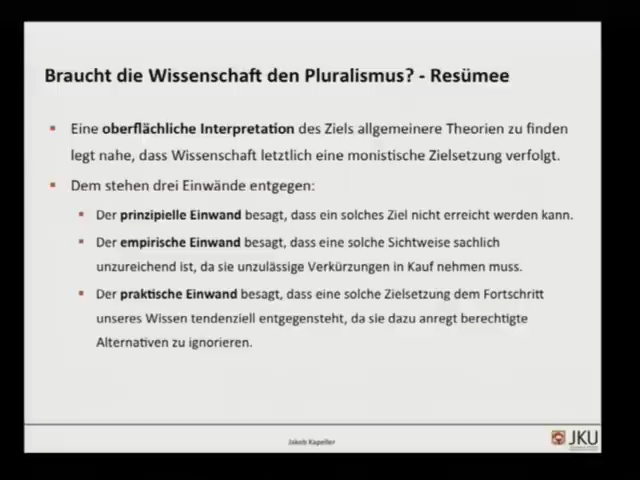 Braucht die Wissenschaft den Pluralismus? - Resümee
Eine oberflächliche Interpretation des Ziels allgemeinere Theorien zu finden
legt nahe, dass Wissenschaft letztlich eine monistische Zielsetzung verfolgt.
Dem stehen drei Einwände entgegen:
Der prinzipielle Einwand besagt, dass ein solches Ziel nicht erreicht werden kann.
Der empirische Einwand besagt, dass eine solche Sichtweise sachlich
unzureichend ist, da sie unzulässige Verkürzungen in Kauf nehmen muss.
Der praktische Einwand besagt, dass eine solche Zielsetzung dem Fortschritt
unseres Wissen tendenziell entgegensteht, da sie dazu anregt berechtigte
Alternativen zu ignorieren.
Jakob Kapeller
JKU